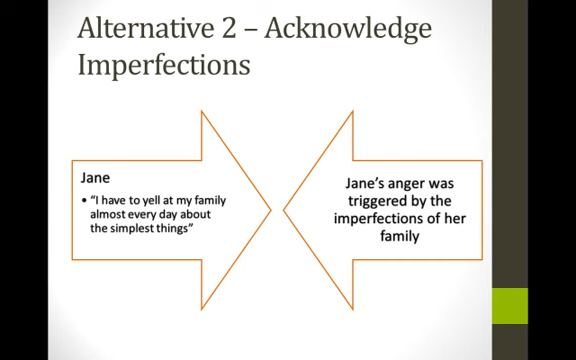 Alternative 2 – Acknowledge
Imperfections
Jane
• “I have to yell at my family
almost every day about
the simplest things”
Jane’s anger was
triggered by the
imperfections of her
family